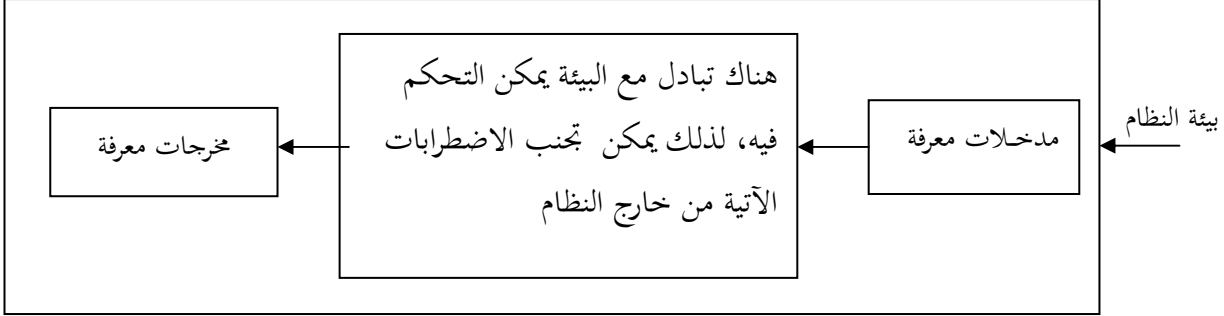 بيئة النظام
مدخلات معرفة
هناك تبادل مع البيئة يمكن التحكم
فيه، لذلك يمكن تجنب الاضطرابات
الآتية من خارج النظام
مخرجات معرفة